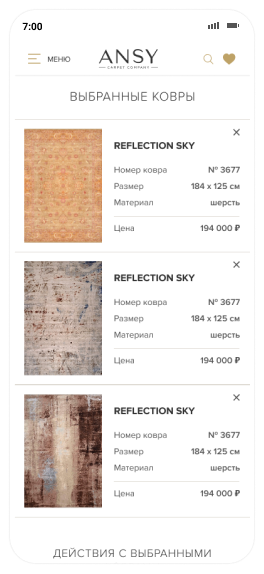 7:00
МЕНЮ
ANSY
CARPET COMPANY
ВЫБРАННЫЕ КОВРЫ
REFLECTION SKY
Номер ковра № 3677
Размер 184 x 125 см
Материал шерсть
Цена 194 000 ₽
REFLECTION SKY
Номер ковра № 3677
Размер 184 x 125 см
Материал шерсть
Цена 194 000 ₽
REFLECTION SKY
Номер ковра № 3677
Размер 184 x 125 см
Материал шерсть
Цена 194 000 ₽
ДЕЙСТВИЯ С ВЫБРАННЫМИ